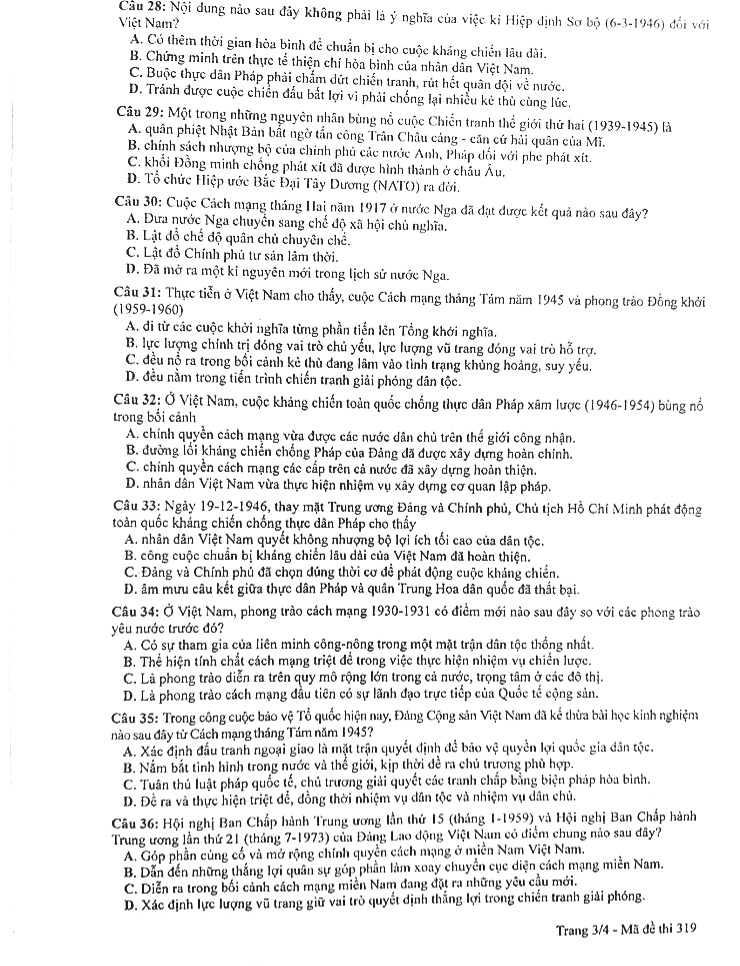 Câu 28: Nội dung nào sau đây không phải là ý nghĩa của việc kí Hiệp định Sơ bộ (6-3-1946) đối với
Việt Nam?
A. Có thêm thời gian hòa bình để chuẩn bị cho cuộc kháng chiến lâu dài.
B. Chứng minh trên thực tế thiện chí hòa bình của nhân dân Việt Nam.
C. Buộc thực dân Pháp phải chấm dứt chiến tranh, rút hết quân đội về nước.
D. Tránh được cuộc chiến đấu bất lợi vì phải chống lại nhiều kẻ thù cùng lúc.
Câu 29: Một trong những nguyên nhân bùng nổ cuộc Chiến tranh thế giới thứ hai (1939-1945) là
A. quân phiệt Nhật Bản bất ngờ tấn công Trân Châu cảng - căn cứ hải quân của Mĩ.
B. chính sách nhượng bộ của chính phủ các nước Anh, Pháp đối với phe phát xít.
C. khối Đồng minh chống phát xít đã được hình thành ở châu Âu.
D. Tổ chức Hiệp ước Bắc Đại Tây Dương (NATO) ra đời.
Câu 30: Cuộc Cách mạng tháng Hai năm 1917 ở nước Nga đã đạt được kết quả nào sau đây?
A. Đưa nước Nga chuyển sang chế độ xã hội chủ nghĩa.
B. Lật đổ chế độ quân chủ chuyên chế.
C. Lật đổ Chính phủ tư sản lâm thời.
D. Đã mở ra một kỉ nguyên mới trong lịch sử nước Nga.
Câu 31: Thực tiễn ở Việt Nam cho thấy, cuộc Cách mạng tháng Tám năm 1945 và phong trào Đồng khởi
(1959-1960)
A. đi từ các cuộc khởi nghĩa từng phần tiến lên Tổng khởi nghĩa.
B. lực lượng chính trị đóng vai trò chủ yếu, lực lượng vũ trang đóng vai trò hỗ trợ.
C. đều nổ ra trong bối cảnh kẻ thù đang lâm vào tình trạng khủng hoảng, suy yếu.
D. đều nằm trong tiến trình chiến tranh giải phóng dân tộc.
Câu 32: Ở Việt Nam, cuộc kháng chiến toàn quốc chống thực dân Pháp xâm lược (1946-1954) bùng nổ
trong bối cảnh
A. chính quyền cách mạng vừa được các nước dân chủ trên thế giới công nhận.
B. đường lối kháng chiến chống Pháp của Đảng đã được xây dựng hoàn chỉnh.
C. chính quyền cách mạng các cấp trên cả nước đã xây dựng hoàn thiện.
D. nhân dân Việt Nam vừa thực hiện nhiệm vụ xây dựng cơ quan lập pháp.
Câu 33: Ngày 19-12-1946, thay mặt Trung ương Đảng và Chính phủ, Chủ tịch Hồ Chí Minh phát động
toàn quốc kháng chiến chống thực dân Pháp cho thấy
A. nhân dân Việt Nam quyết không nhượng bộ lợi ích tối cao của dân tộc.
B. công cuộc chuẩn bị kháng chiến lâu dài của Việt Nam đã hoàn thiện.
C. Đảng và Chính phủ đã chọn đúng thời cơ để phát động cuộc kháng chiến.
D. âm mưu câu kết giữa thực dân Pháp và quân Trung Hoa dân quốc đã thất bại.
Câu 34: Ở Việt Nam, phong trào cách mạng 1930-1931 có điểm mới nào sau đây so với các phong trào
yêu nước trước đó?
A. Có sự tham gia của liên minh công-nông trong một mặt trận dân tộc thống nhất.
B. Thể hiện tính chất cách mạng triệt để trong việc thực hiện nhiệm vụ chiến lược.
C. Là phong trào diễn ra trên quy mô rộng lớn trong cả nước, trọng tâm ở các đô thị.
D. Là phong trào cách mạng đầu tiên có sự lãnh đạo trực tiếp của Quốc tế cộng sản.
Câu 35: Trong công cuộc bảo vệ Tổ quốc hiện nay, Đảng Cộng sản Việt Nam đã kế thừa bài học kinh nghiệm
nào sau đây từ Cách mạng tháng Tám năm 1945?
A. Xác định đấu tranh ngoại giao là mặt trận quyết định để bảo vệ quyền lợi quốc gia dân tộc.
B. Nắm bắt tình hình trong nước và thế giới, kịp thời đề ra chủ trương phù hợp.
C. Tuân thủ luật pháp quốc tế, chủ trương giải quyết các tranh chấp bằng biện pháp hòa bình.
D. Đề ra và thực hiện triệt để, đồng thời nhiệm vụ dân tộc và nhiệm vụ dân chủ.
Câu 36: Hội nghị Ban Chấp hành Trung ương lần thứ 15 (tháng 1-1959) và Hội nghị Ban Chấp hành
Trung ương lần thứ 21 (tháng 7-1973) của Đảng Lao động Việt Nam có điểm chung nào sau đây?
A. Góp phần củng cố và mở rộng chính quyền cách mạng ở miền Nam Việt Nam.
B. Dẫn đến những thắng lợi quân sự góp phần làm xoay chuyển cục diện cách mạng miền Nam.
C. Diễn ra trong bối cảnh cách mạng miền Nam đang đặt ra những yêu cầu mới.
D. Xác định lực lượng vũ trang giữ vai trò quyết định thắng lợi trong chiến tranh giải phóng.
Trang 3/4 - Mã đề thi 319